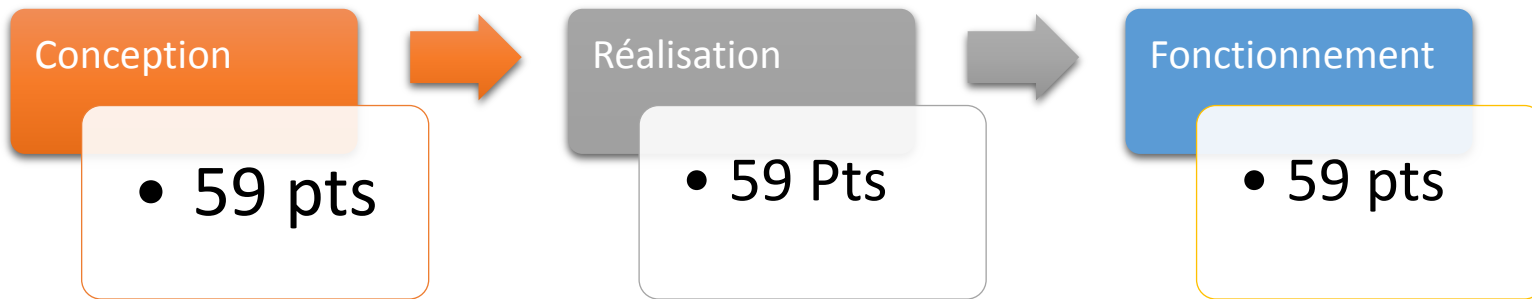 Conception
• 59 pts
Réalisation
• 59 Pts
Fonctionnement
• 59 pts